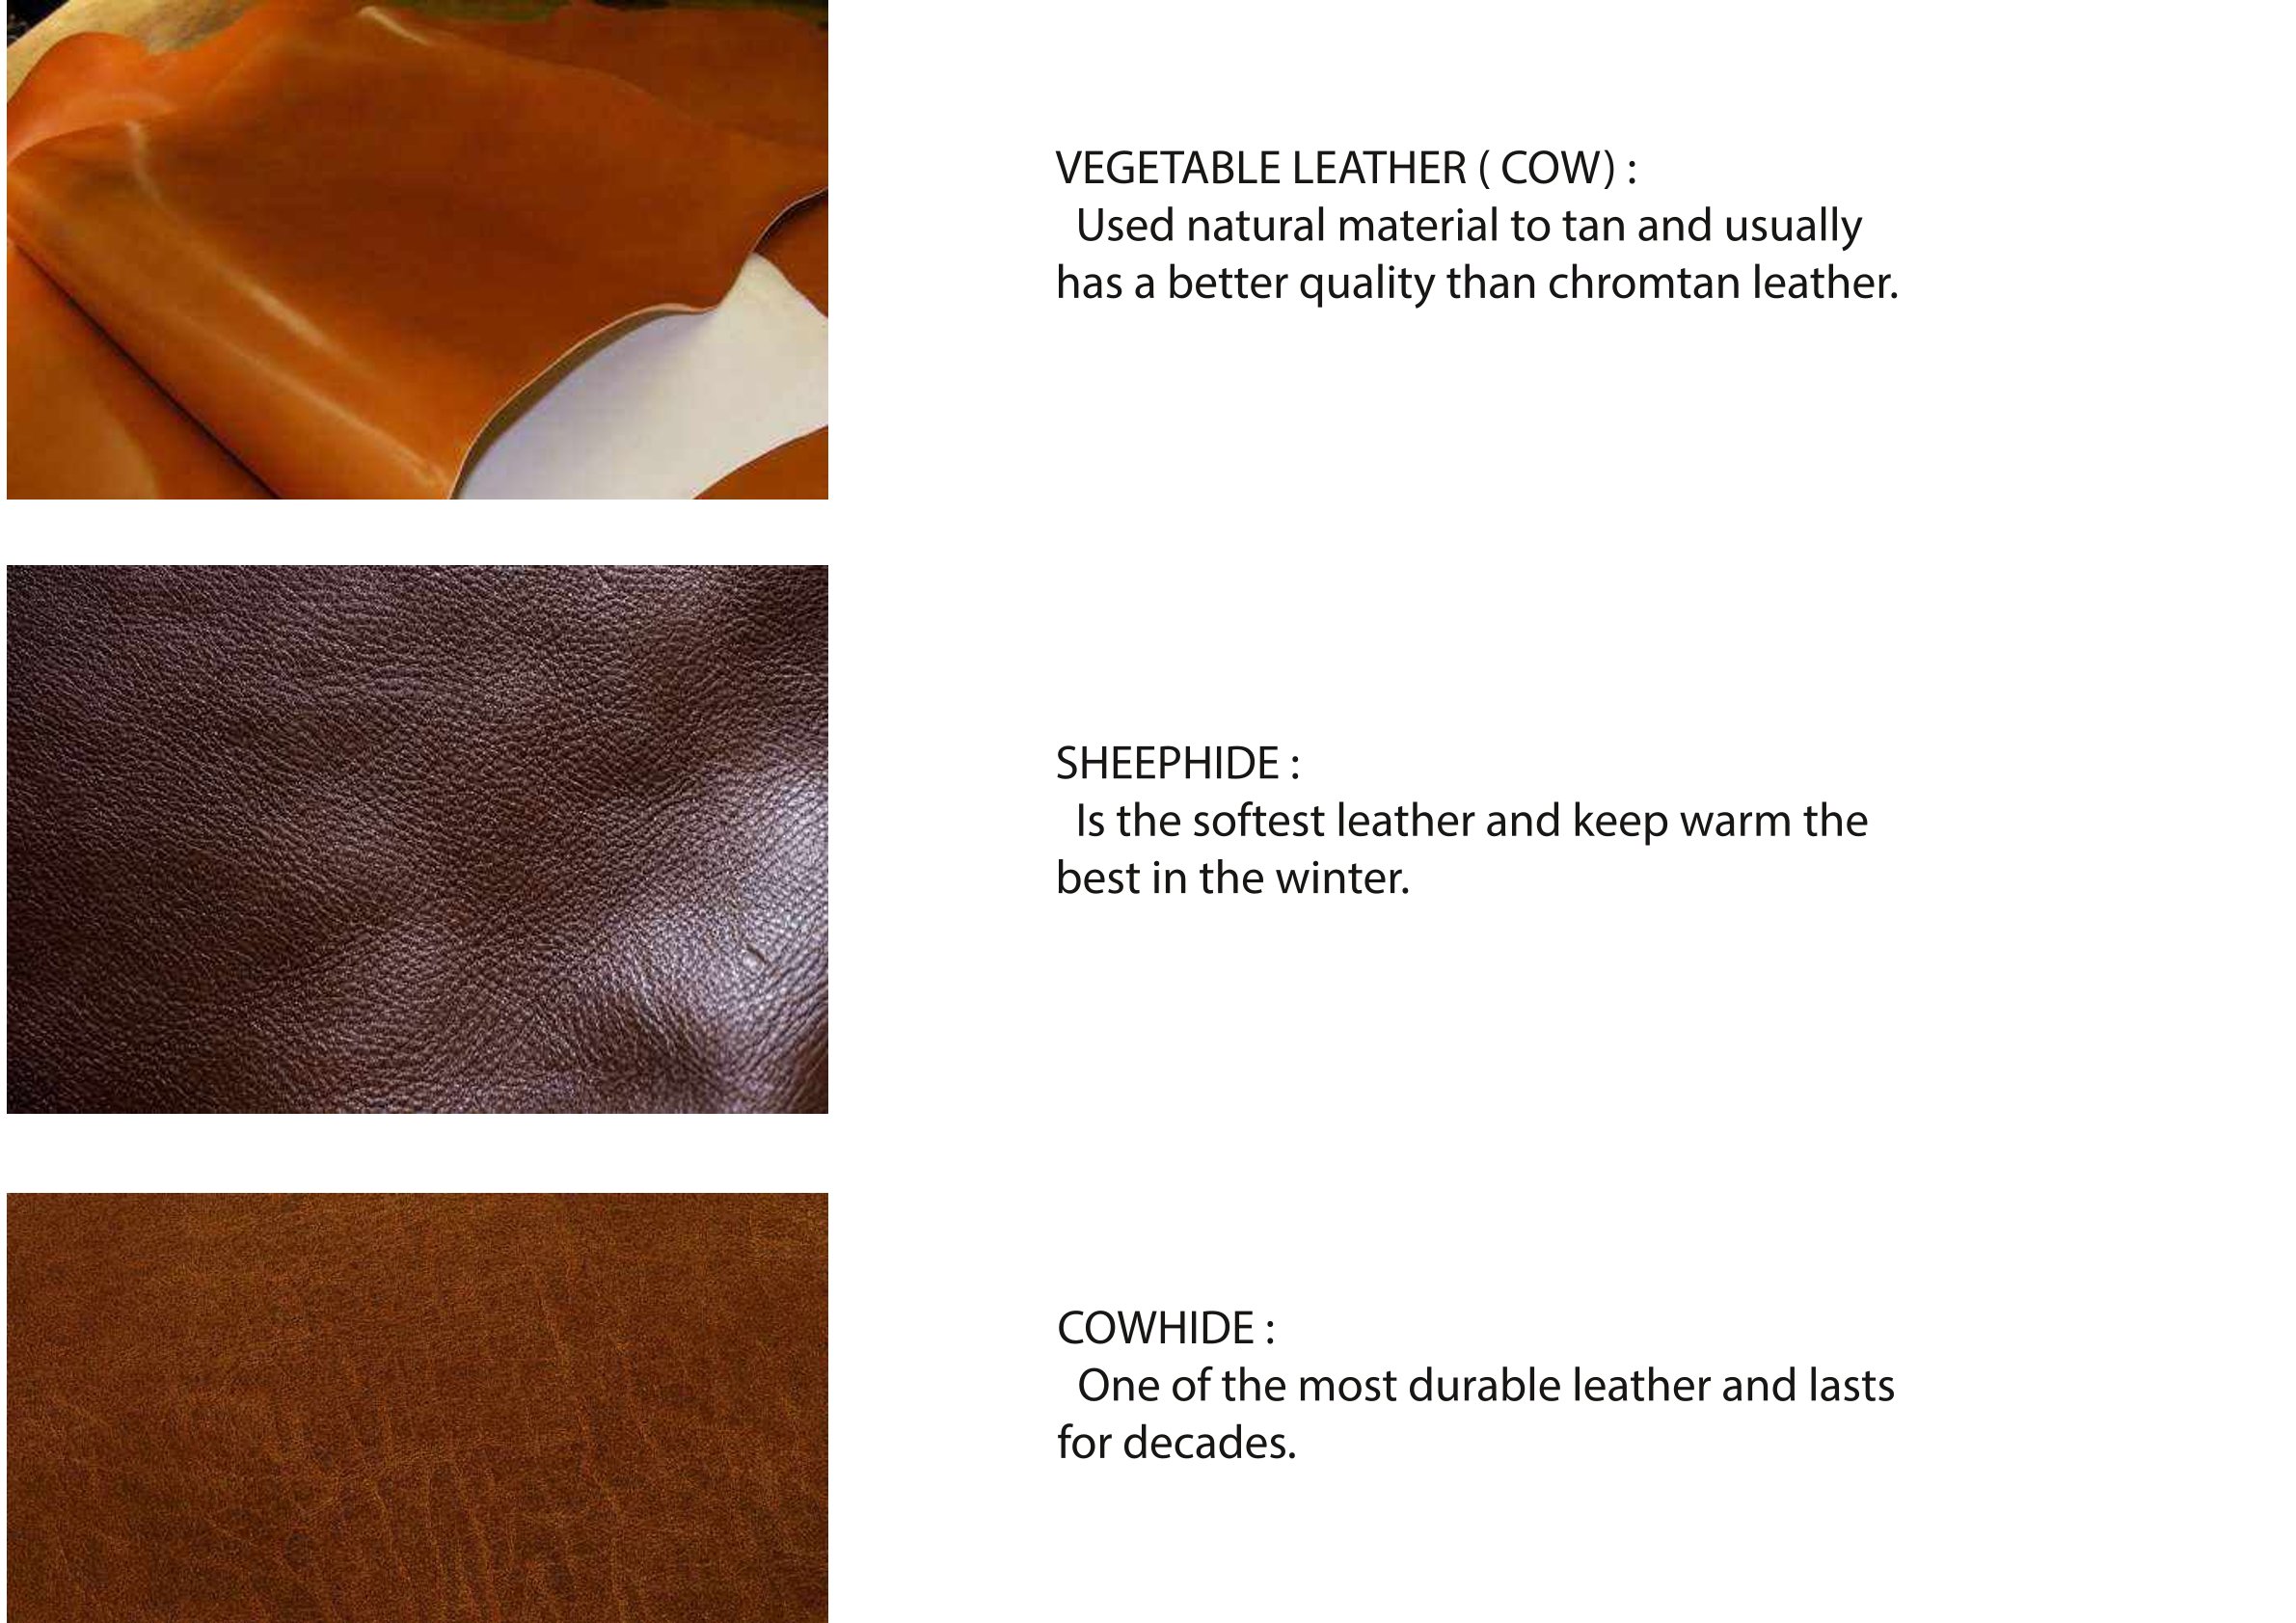 VEGETABLE LEATHER ( COW) :
Used natural material to tan and usually
has a better quality than chromtan leather.
SHEEPHIDE :
Is the softest leather and keep warm the
best in the winter.
COWHIDE :
One of the most durable leather and lasts
for decades.